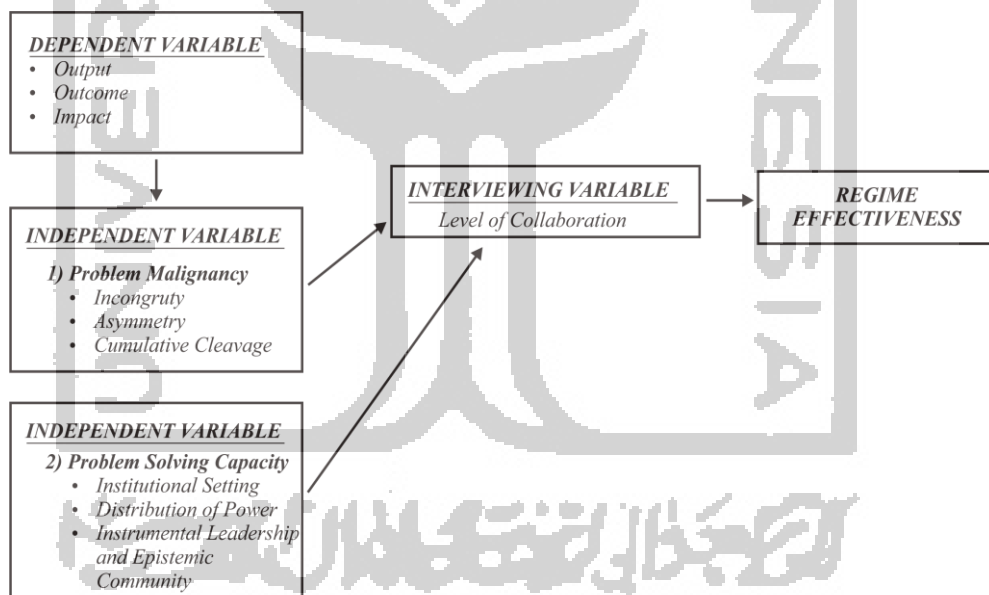 DEPENDENT VARIABLE
• Output
• Outcome
• Impact
INDEPENDENT VARIABLE
1) Problem Malignancy
• Incongruty
• Asymmetry
• Cumulative Cleavage
INDEPENDENT VARIABLE
2) Problem Solving Capacity
• Institutional Setting
• Distribution of Power
• Instrumental Leadership
and Epistemic
Community
INTERVIEWING VARIABLE
Level of Collaboration
REGIME
EFFECTIVENESS